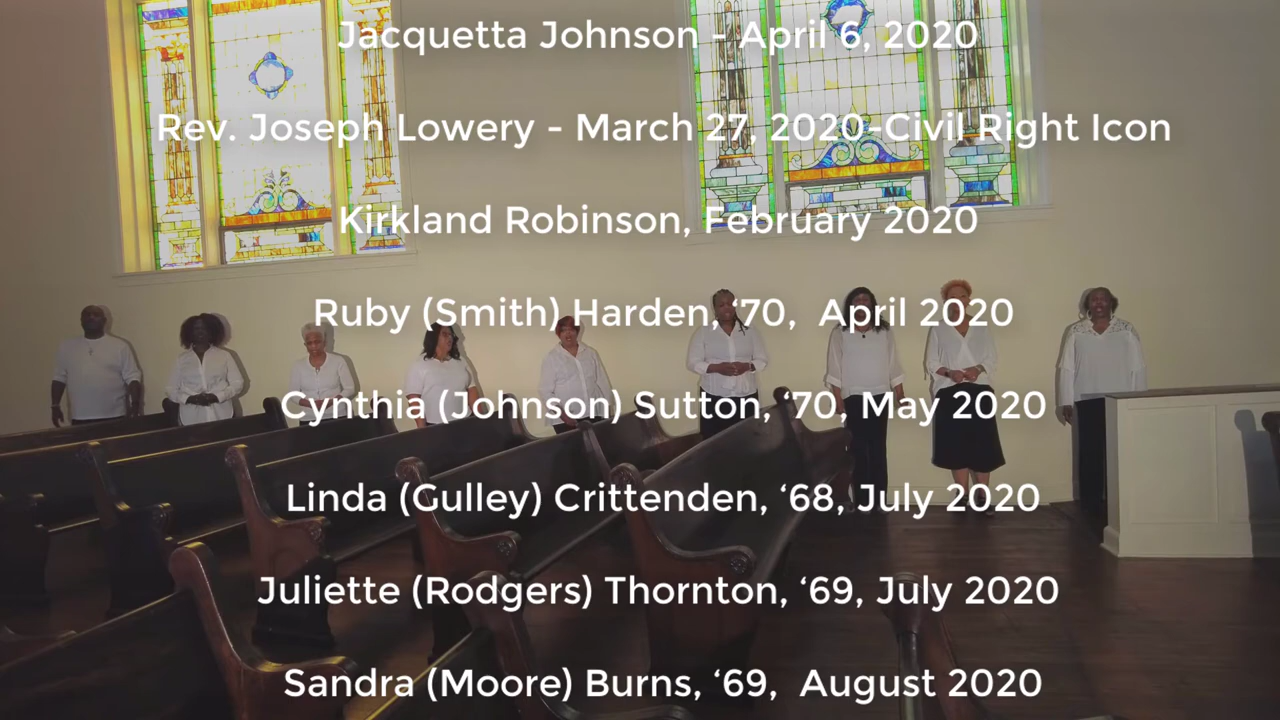 Jacquetta Johnson - April 6, 2020
Rev. Joseph Lowery - March 27, 2020-Civil Right Icon
Kirkland Robinson, February 2020
Ruby (Smith) Harden, ‘70,  April 2020
Cynthia (Johnson) Sutton, ‘70, May 2020
Linda (Gulley) Crittenden, ‘68, July 2020
Juliette (Rodgers) Thornton, ‘69, July 2020
Sandra (Moore) Burns, ‘69,  August 2020